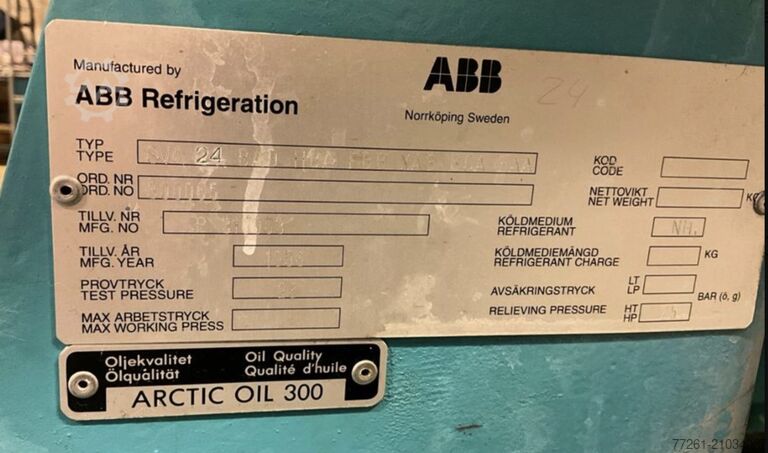 Manufactured by
ABB
ABB Refrigeration
Norrköping Sweden
24
TYP
TYPE
24
KOD
CODE
ORD. NR
ORD. NO
NETTOVIKT
NET WEIGHT
TILLV. NR
MFG. NO
KÖLDMEDIUM
REFRIGERANT
NH
TILLV. ÅR
MFG. YEAR
KÖLDMEDIEMÄNGD
REFRIGERANT CHARGE
KG
PROVTRYCK
TEST PRESSURE
AVSÄKRINGSTRYCK
LT
LP
BAR (ö, g)
MAX ARBETSTRYCK
MAX WORKING PRESS
RELIEVING PRESSURE
HT
HP
Oljekvalitet Oil Quality
Ölqualität Qualité d'huile
ARCTIC OIL 300